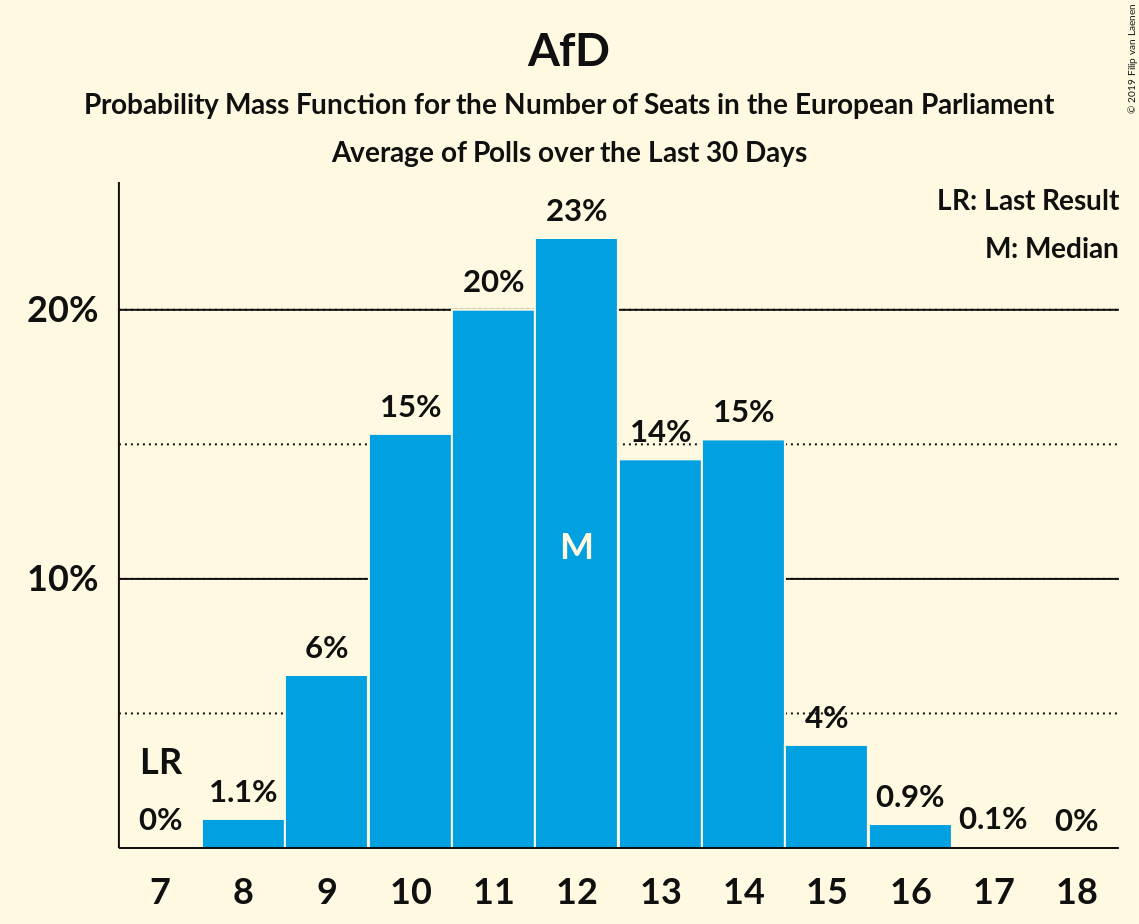 AfD
Probability Mass Function for the Number of Seats in the European Parliament
Average of Polls over the Last 30 Days
© 2019 Filip van Laenen
LR: Last Result
M: Median
20%
10%
LR
0%
1.1%
6%
15%
20%
23%
14%
15%
4%
0.9%
0.1%
0%
M
7 8 9 10 11 12 13 14 15 16 17 18